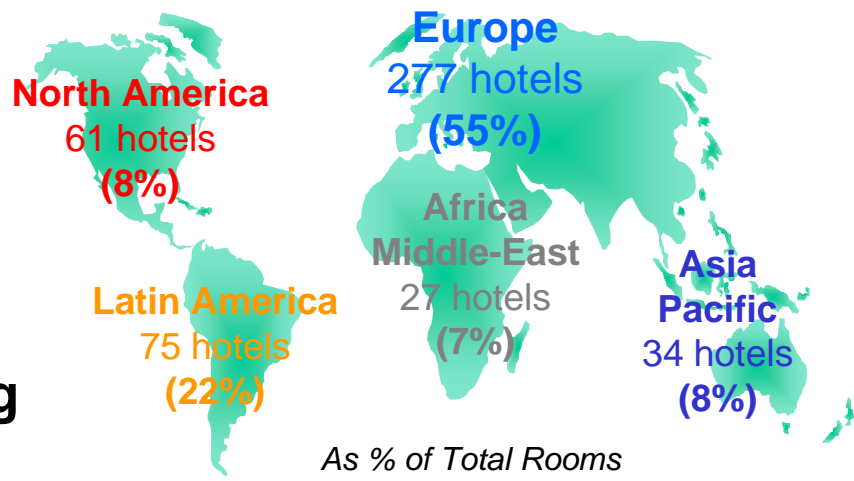 Europe
277 hotels
(55%)
North America
61 hotels
(8%)
Africa
Middle-East
27 hotels
(7%)
Asia
Pacific
34 hotels
(8%)
Latin America
75 hotels
(22%)
g
As % of Total Rooms